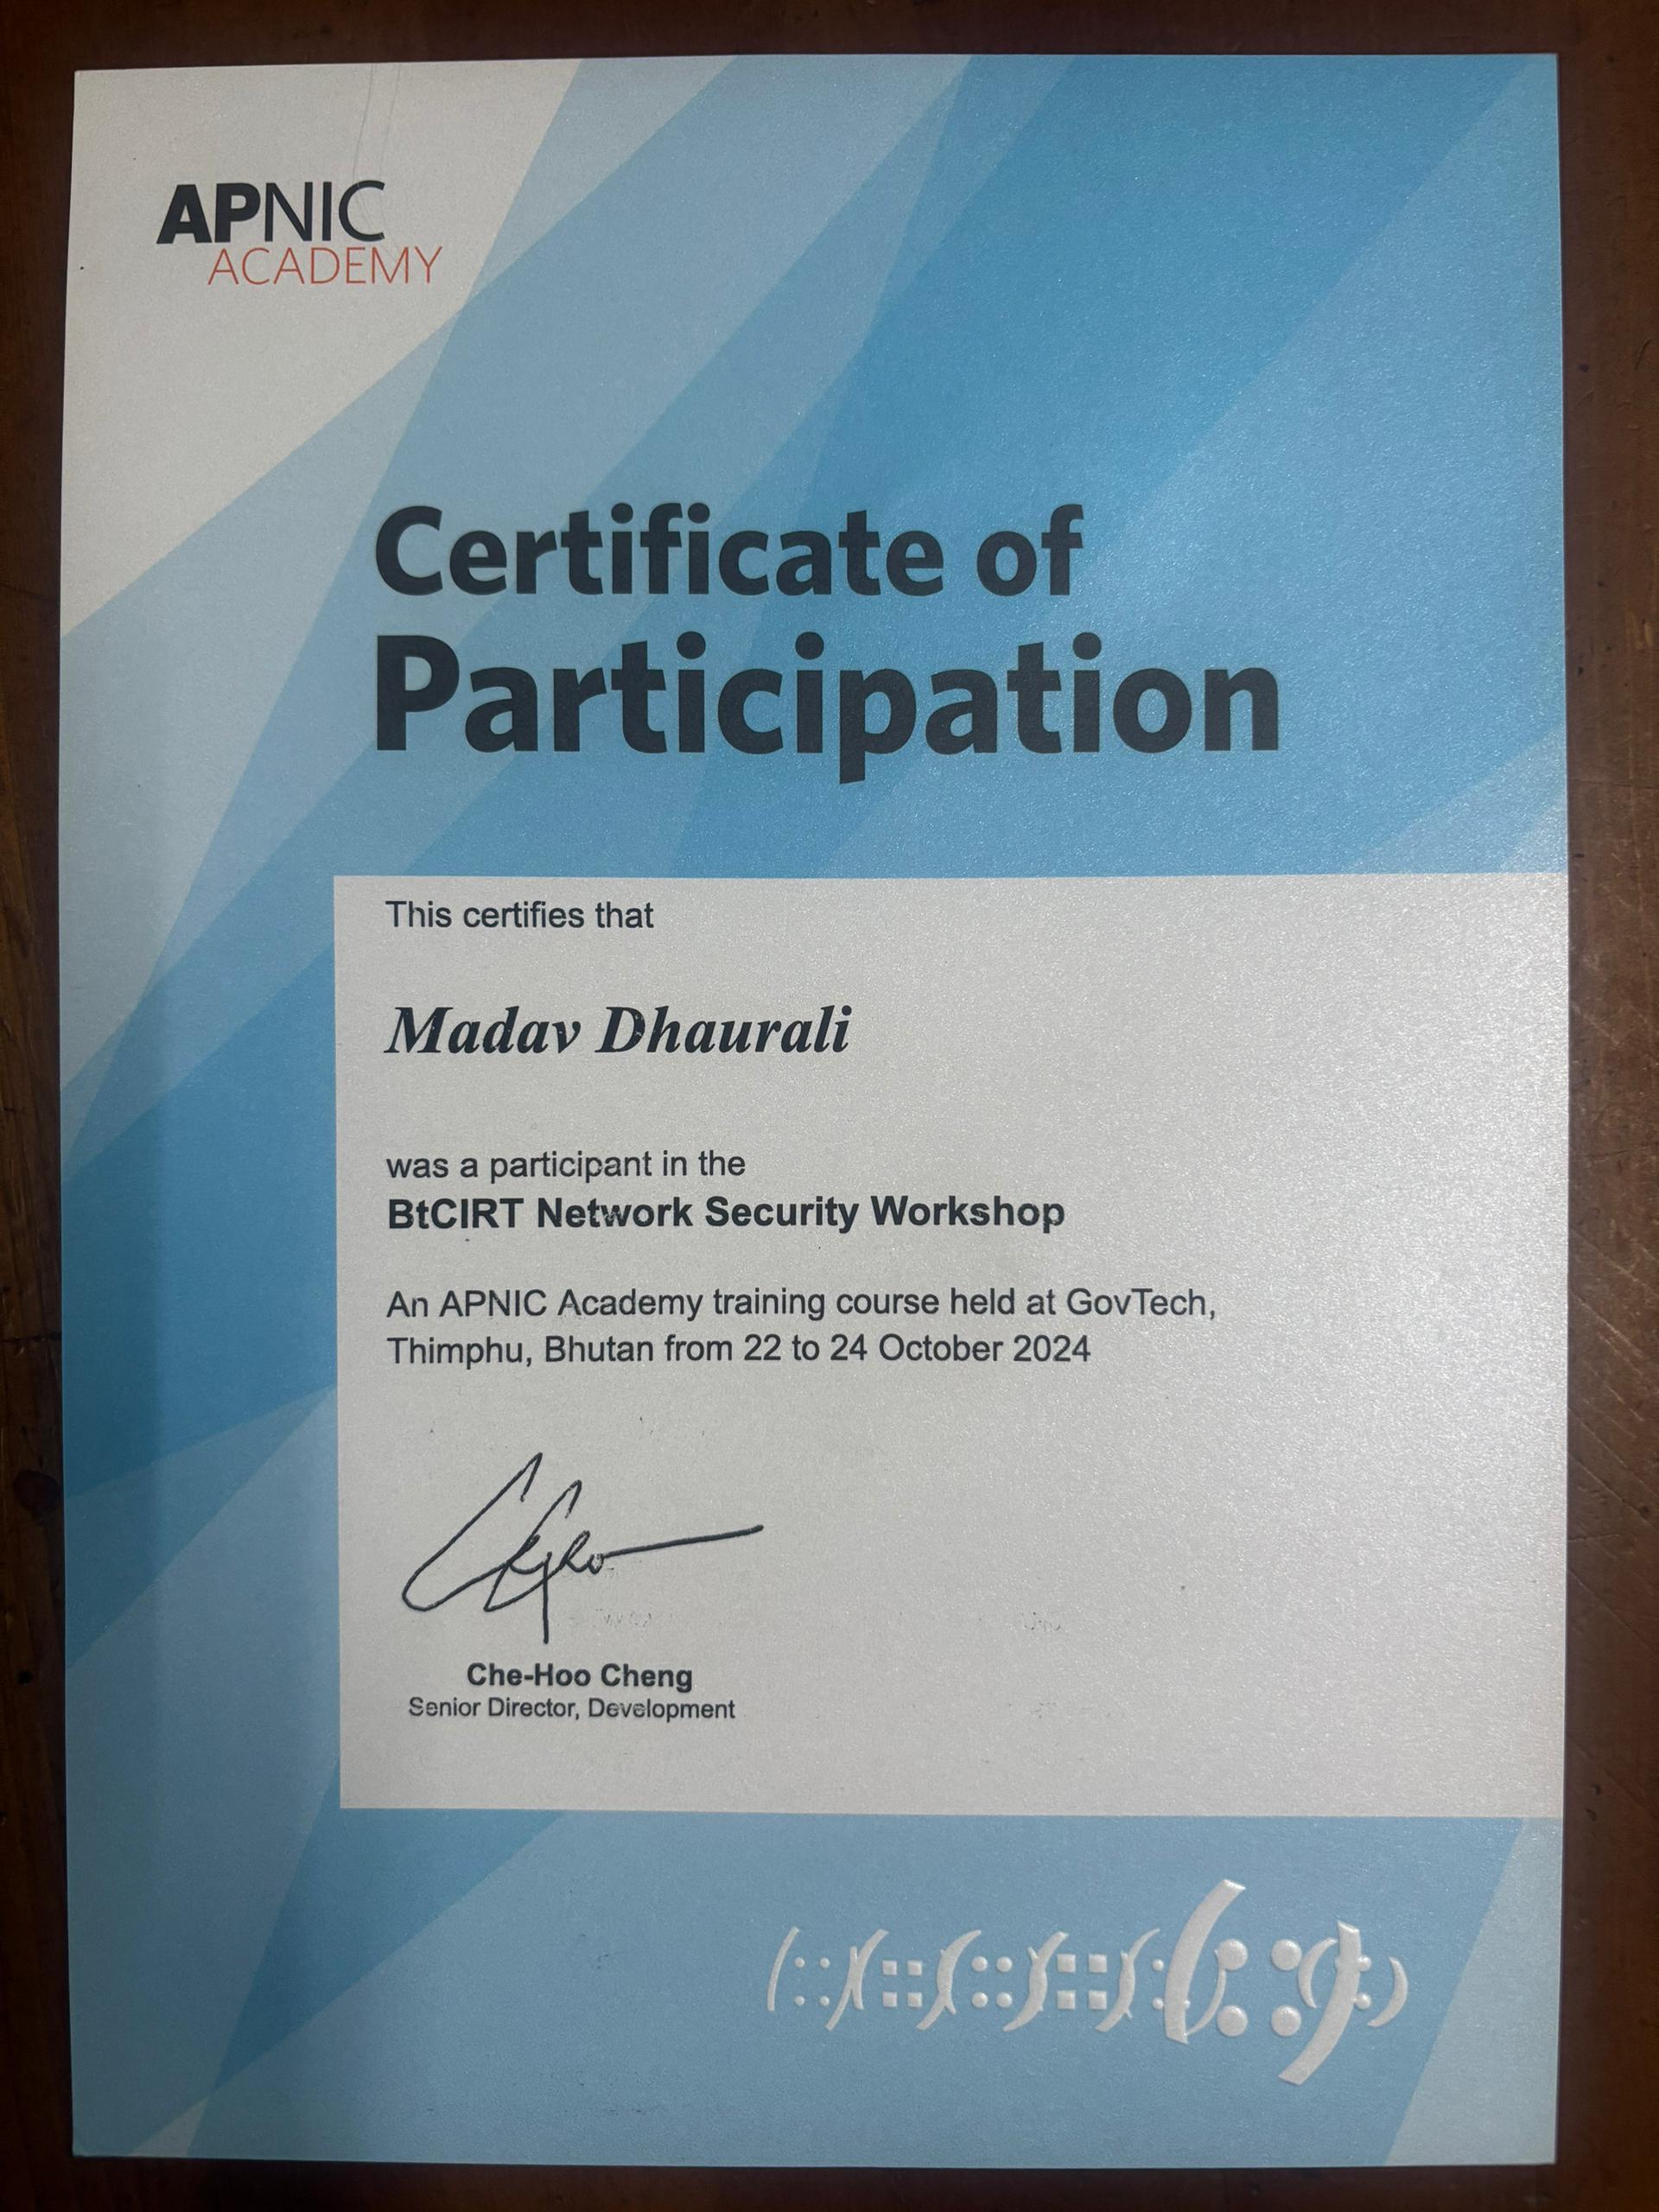 APNIC
ACADEMY
Certificate of
Participation
This certifies that
Madav Dhaurali
was a participant in the
BtCIRT Network Security Workshop
An APNIC Academy training course held at GovTech,
Thimphu, Bhutan from 22 to 24 October 2024
Che-Hoo Cheng
Senior Director, Development